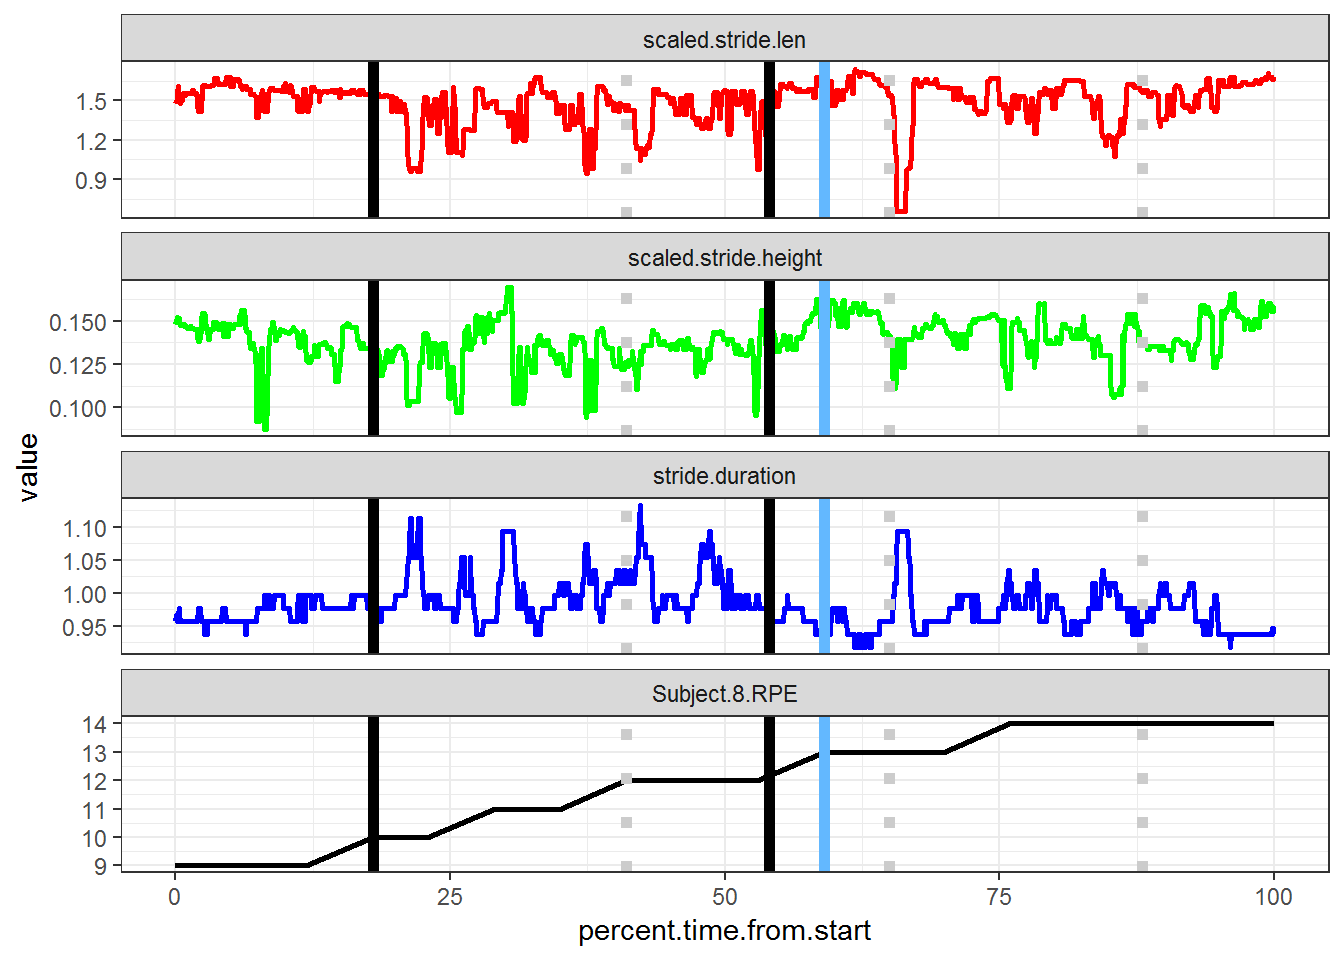 scaled.stride.len
1.5
1.2
0.9
scaled.stride.height
0.150
0.125
0.100
value
stride.duration
1.10
1.05
1.00
0.95
Subject.8.RPE
14
13
12
11
10
9
0 25 50 75 100
percent.time.from.start